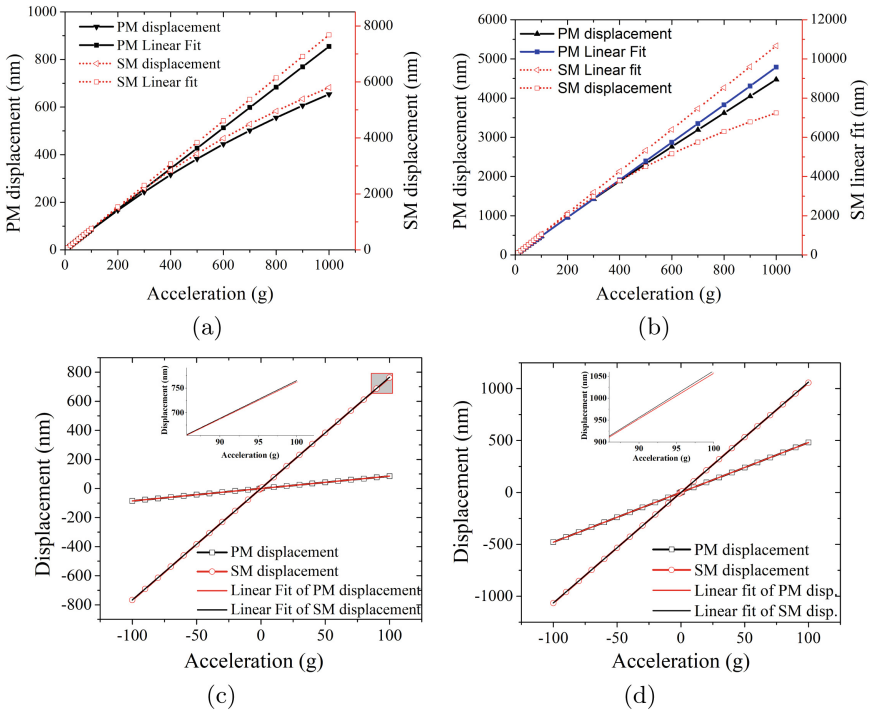 PM displacement
PM Linear Fit
SM displacement
SM Linear fit
1000
800
600
400
200
0
8000
6000
4000
2000
0
0
200
400
600
800
1000
PM displacement (nm)
SM displacement (nm)
Acceleration (g)
(a)
PM displacement
PM Linear Fit
SM Linear fit
SM displacement
6000
5000
4000
3000
2000
1000
0
12000
10000
8000
6000
4000
2000
0
0
200
400
600
800
1000
PM displacement (nm)
SM linear fit (nm)
Acceleration (g)
(b)
800
600
400
200
0
-200
-400
-600
-800
Displacement (nm)
750
700
90
95
100
Displacement (nm)
Acceleration (g)
PM displacement
SM displacement
Linear Fit of PM displacement
Linear Fit of SM displacement
-100
-50
0
50
100
Acceleration (g)
(c)
1000
500
0
-500
-1000
Displacement (nm)
1050
1000
950
900
90
95
100
Displacement (nm)
Acceleration (g)
PM displacement
SM displacement
Linear fit of PM disp.
Linear fit of SM disp.
-100
-50
0
50
100
Acceleration (g)
(d)